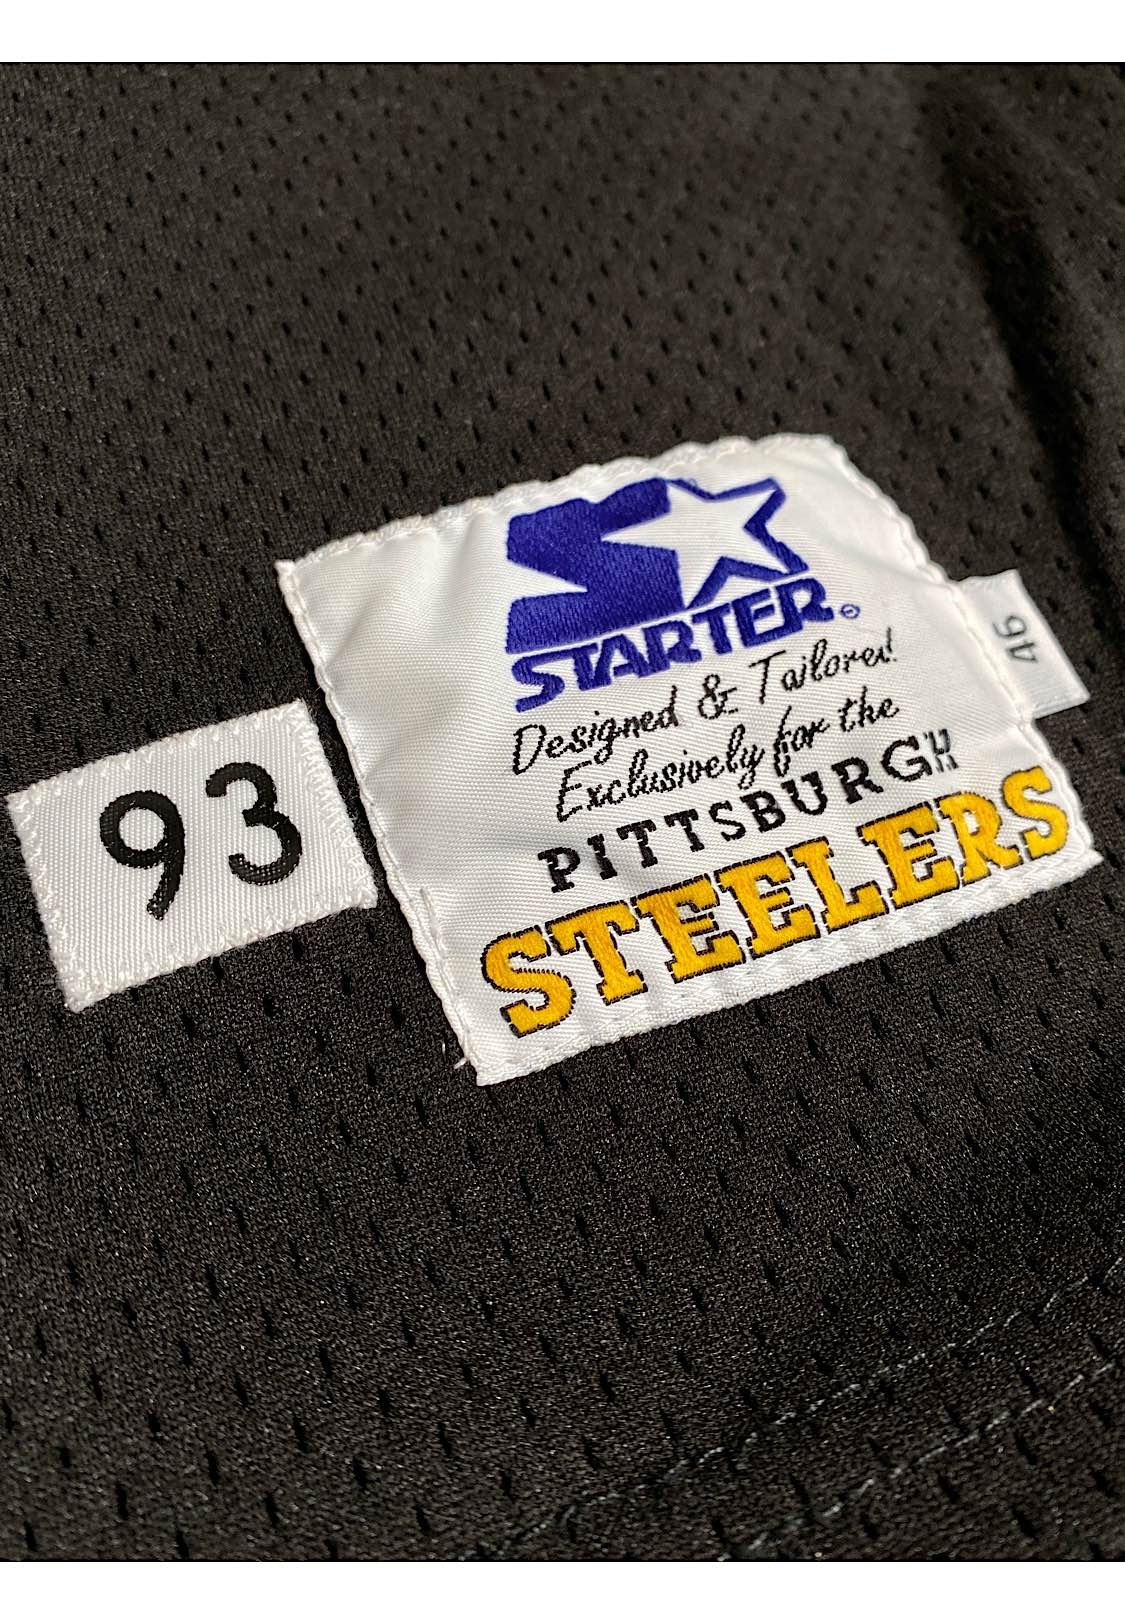 STARTER®
Designed & Tailored
Exclusively for the
PITTSBURGH
STEELERS
93
46